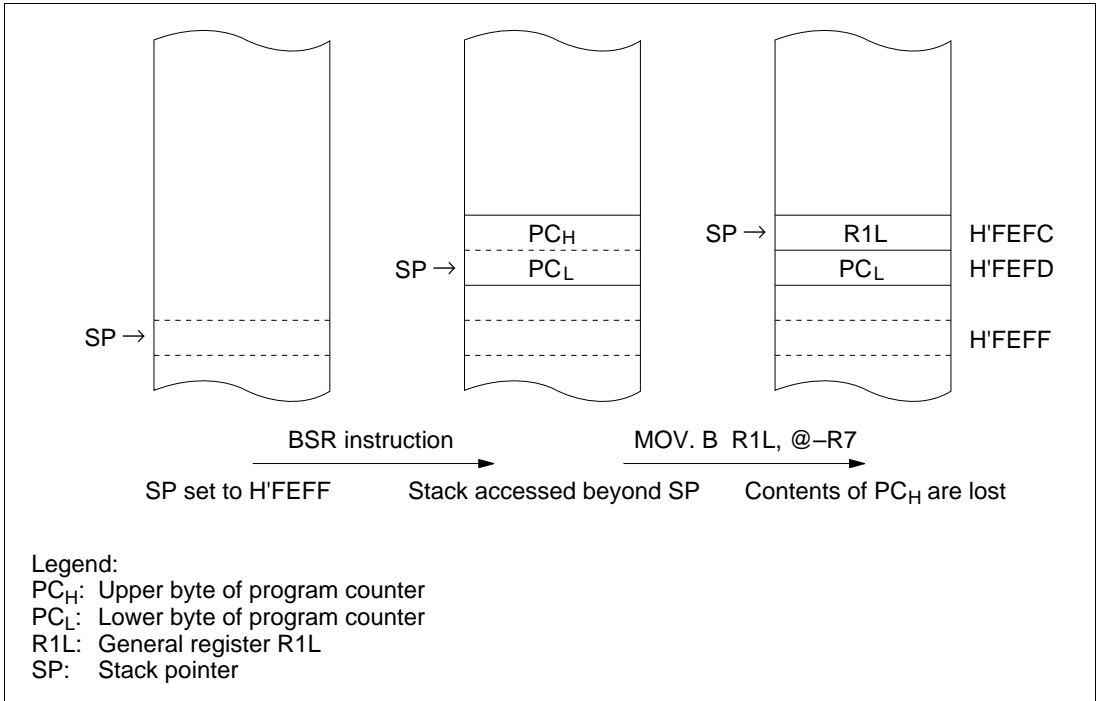 PCH
SP → R1L H'FEFC
SP → PCL PCL H'FEFD
SP → H'FEFF
BSR instruction MOV. B R1L, @–R7
SP set to H'FEFF Stack accessed beyond SP Contents of PCH are lost
Legend:
PCH: Upper byte of program counter
PCL: Lower byte of program counter
R1L: General register R1L
SP: Stack pointer